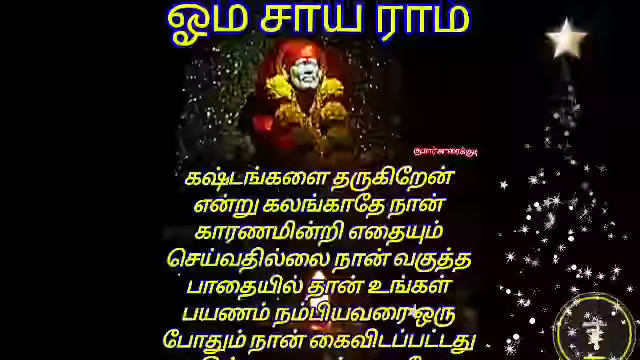 ஓம் சாய் ராம்
குமார் காரைக்குடி
கஷ்டங்களை தருகிறேன்
என்று கலங்காதே நான்
காரணமின்றி எதையும்
செய்வதில்லை நான் வகுத்த
பாதையில் தான் உங்கள்
பயணம் நம்பியவரை ஒரு
போதும் நான் கைவிடப்பட்டது